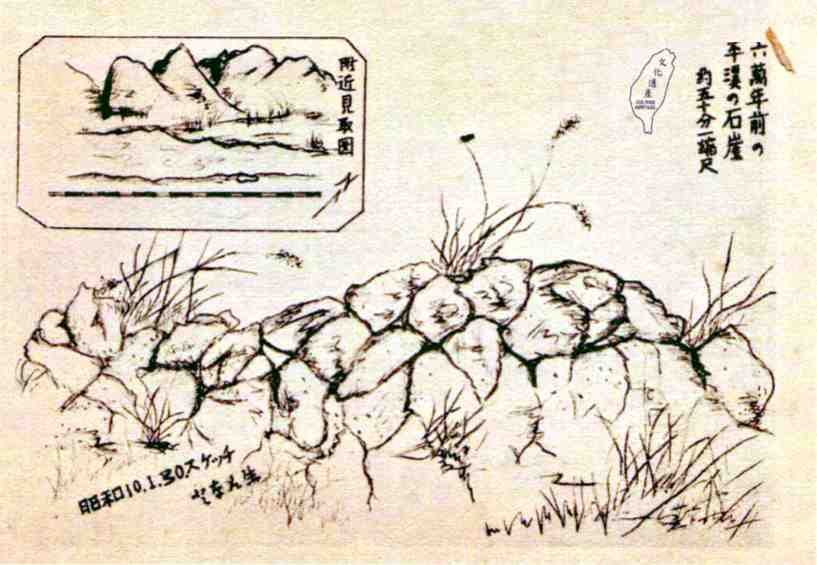 六萬年前の
平溪の石崖
約五十分一縮尺
附近見取図
文化遺產
昭和10.1.30スケッチ